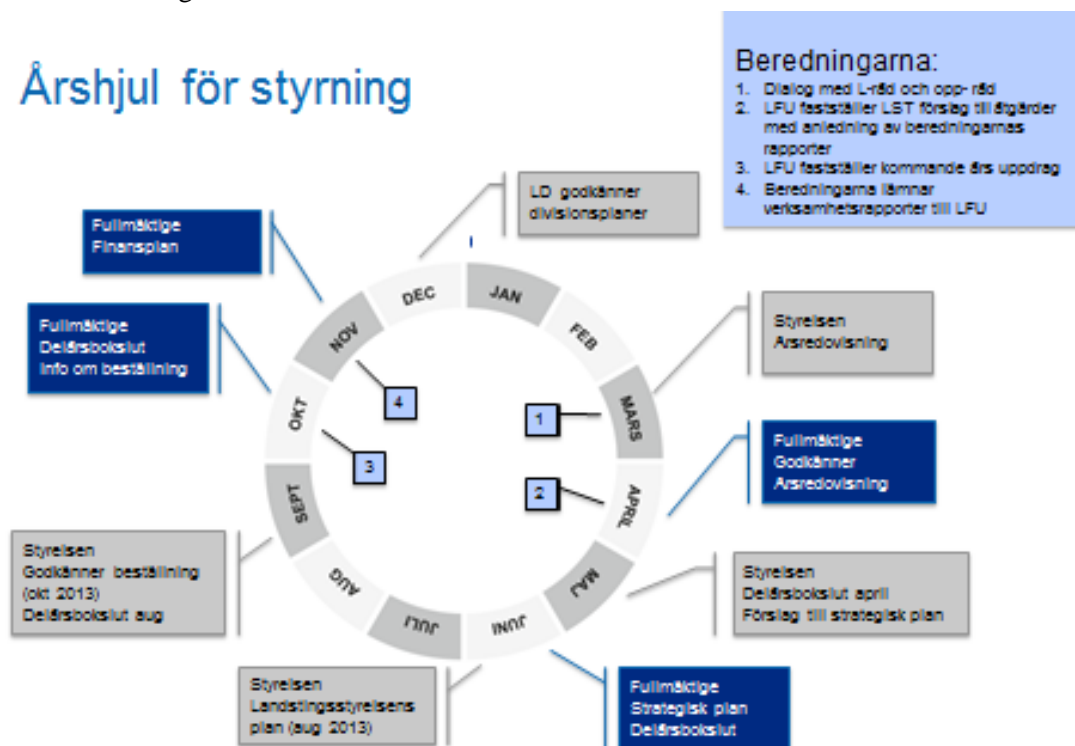 Årshjul för styrning
Beredningarna:
1. Dialog med L-råd och opp- råd
2. LFU fastställer LST förslag till åtgärder
med anledning av beredningarnas
rapporter
3. LFU fastställer kommande års uppdrag
4. Beredningarna lämnar
verksamhetsrapporter till LFU
LD godkänner
divisionsplaner
Fullmäktige
Finansplan
Fullmäktige
Delårsbokslut
Info om beställning
Styrelsen
Årsredovisning
Fullmäktige
Godkänner
Årsredovisning
Styrelsen
Delårsbokslut april
Förslag till strategisk plan
Fullmäktige
Strategisk plan
Delårsbokslut
Styrelsen
Landstingsstyrelsens
plan (aug 2013)
Styrelsen
Godkänner beställning
(okt 2013)
Delårsbokslut aug
JAN
FEB
MARS
APRIL
MAJ
JUNI
JULI
AUG
SEPT
OKT
NOV
DEC
1
2
3
4